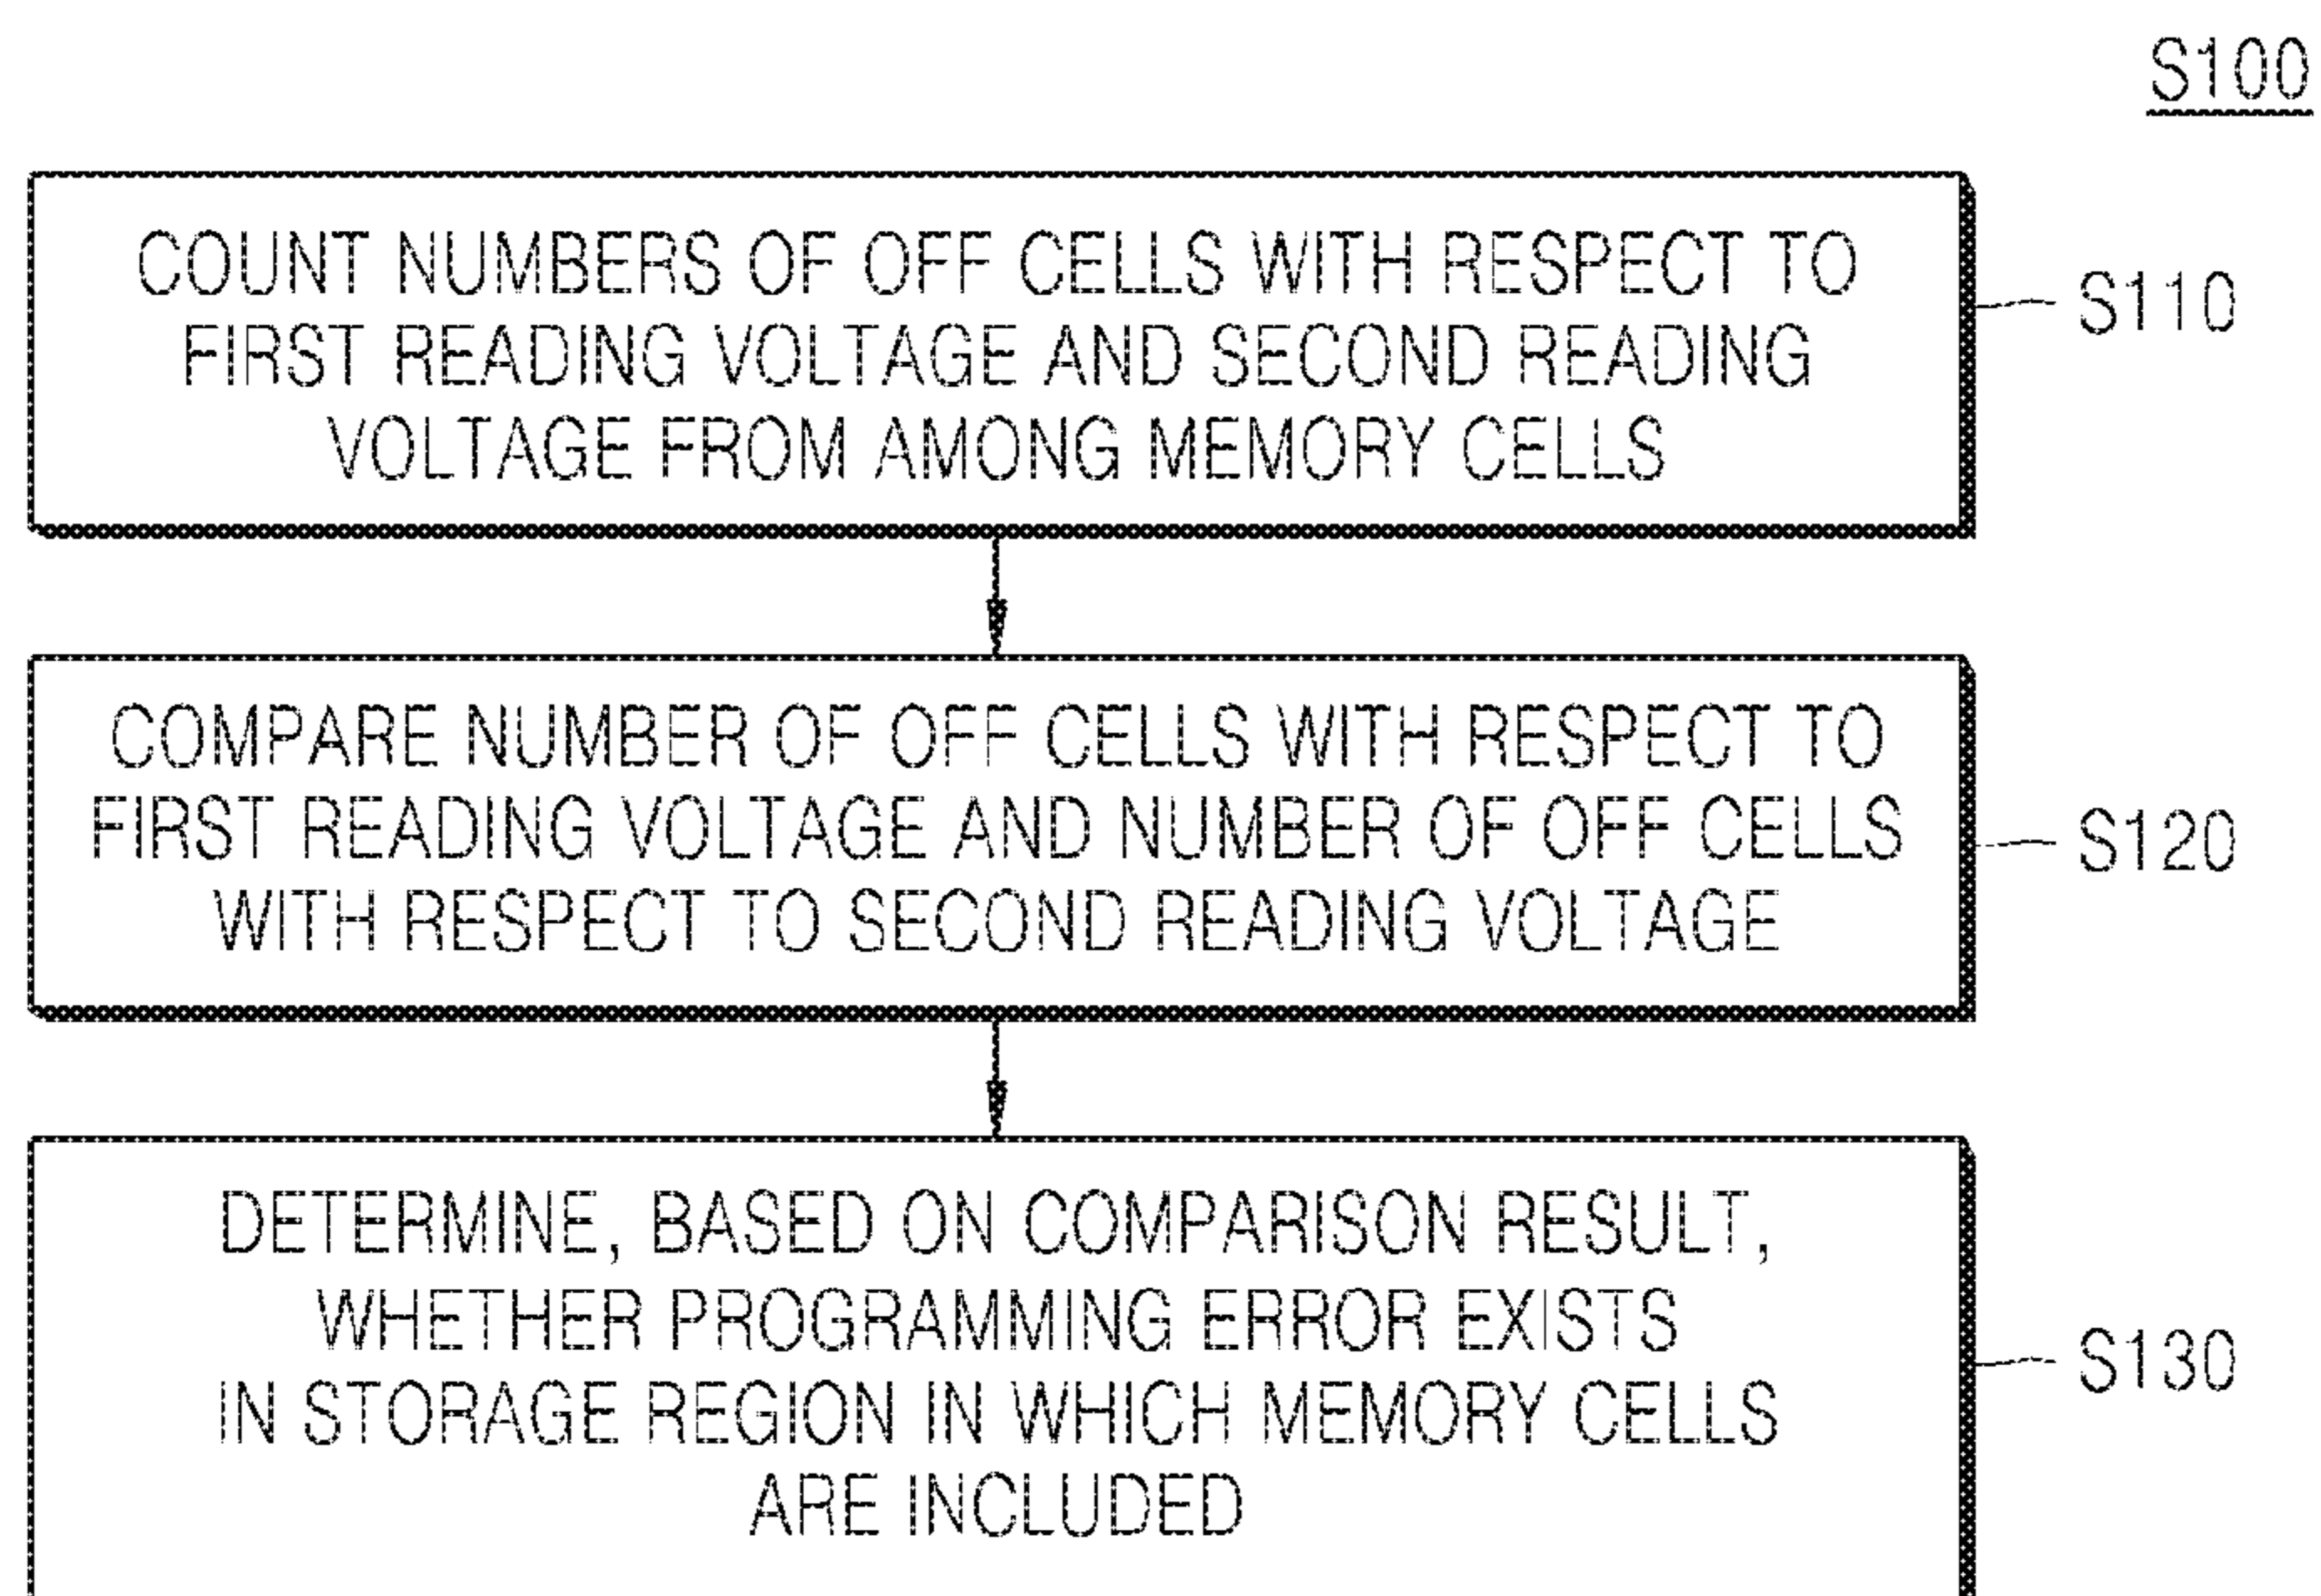 S100
COUNT NUMBERS OF OFF CELLS WITH RESPECT TO
FIRST READING VOLTAGE AND SECOND READING
VOLTAGE FROM AMONG MEMORY CELLS
S110
COMPARE NUMBER OF OFF CELLS WITH RESPECT TO
FIRST READING VOLTAGE AND NUMBER OF OFF CELLS
WITH RESPECT TO SECOND READING VOLTAGE
S120
DETERMINE, BASED ON COMPARISON RESULT,
WHETHER PROGRAMMING ERROR EXISTS
IN STORAGE REGION IN WHICH MEMORY CELLS
ARE INCLUDED
S130